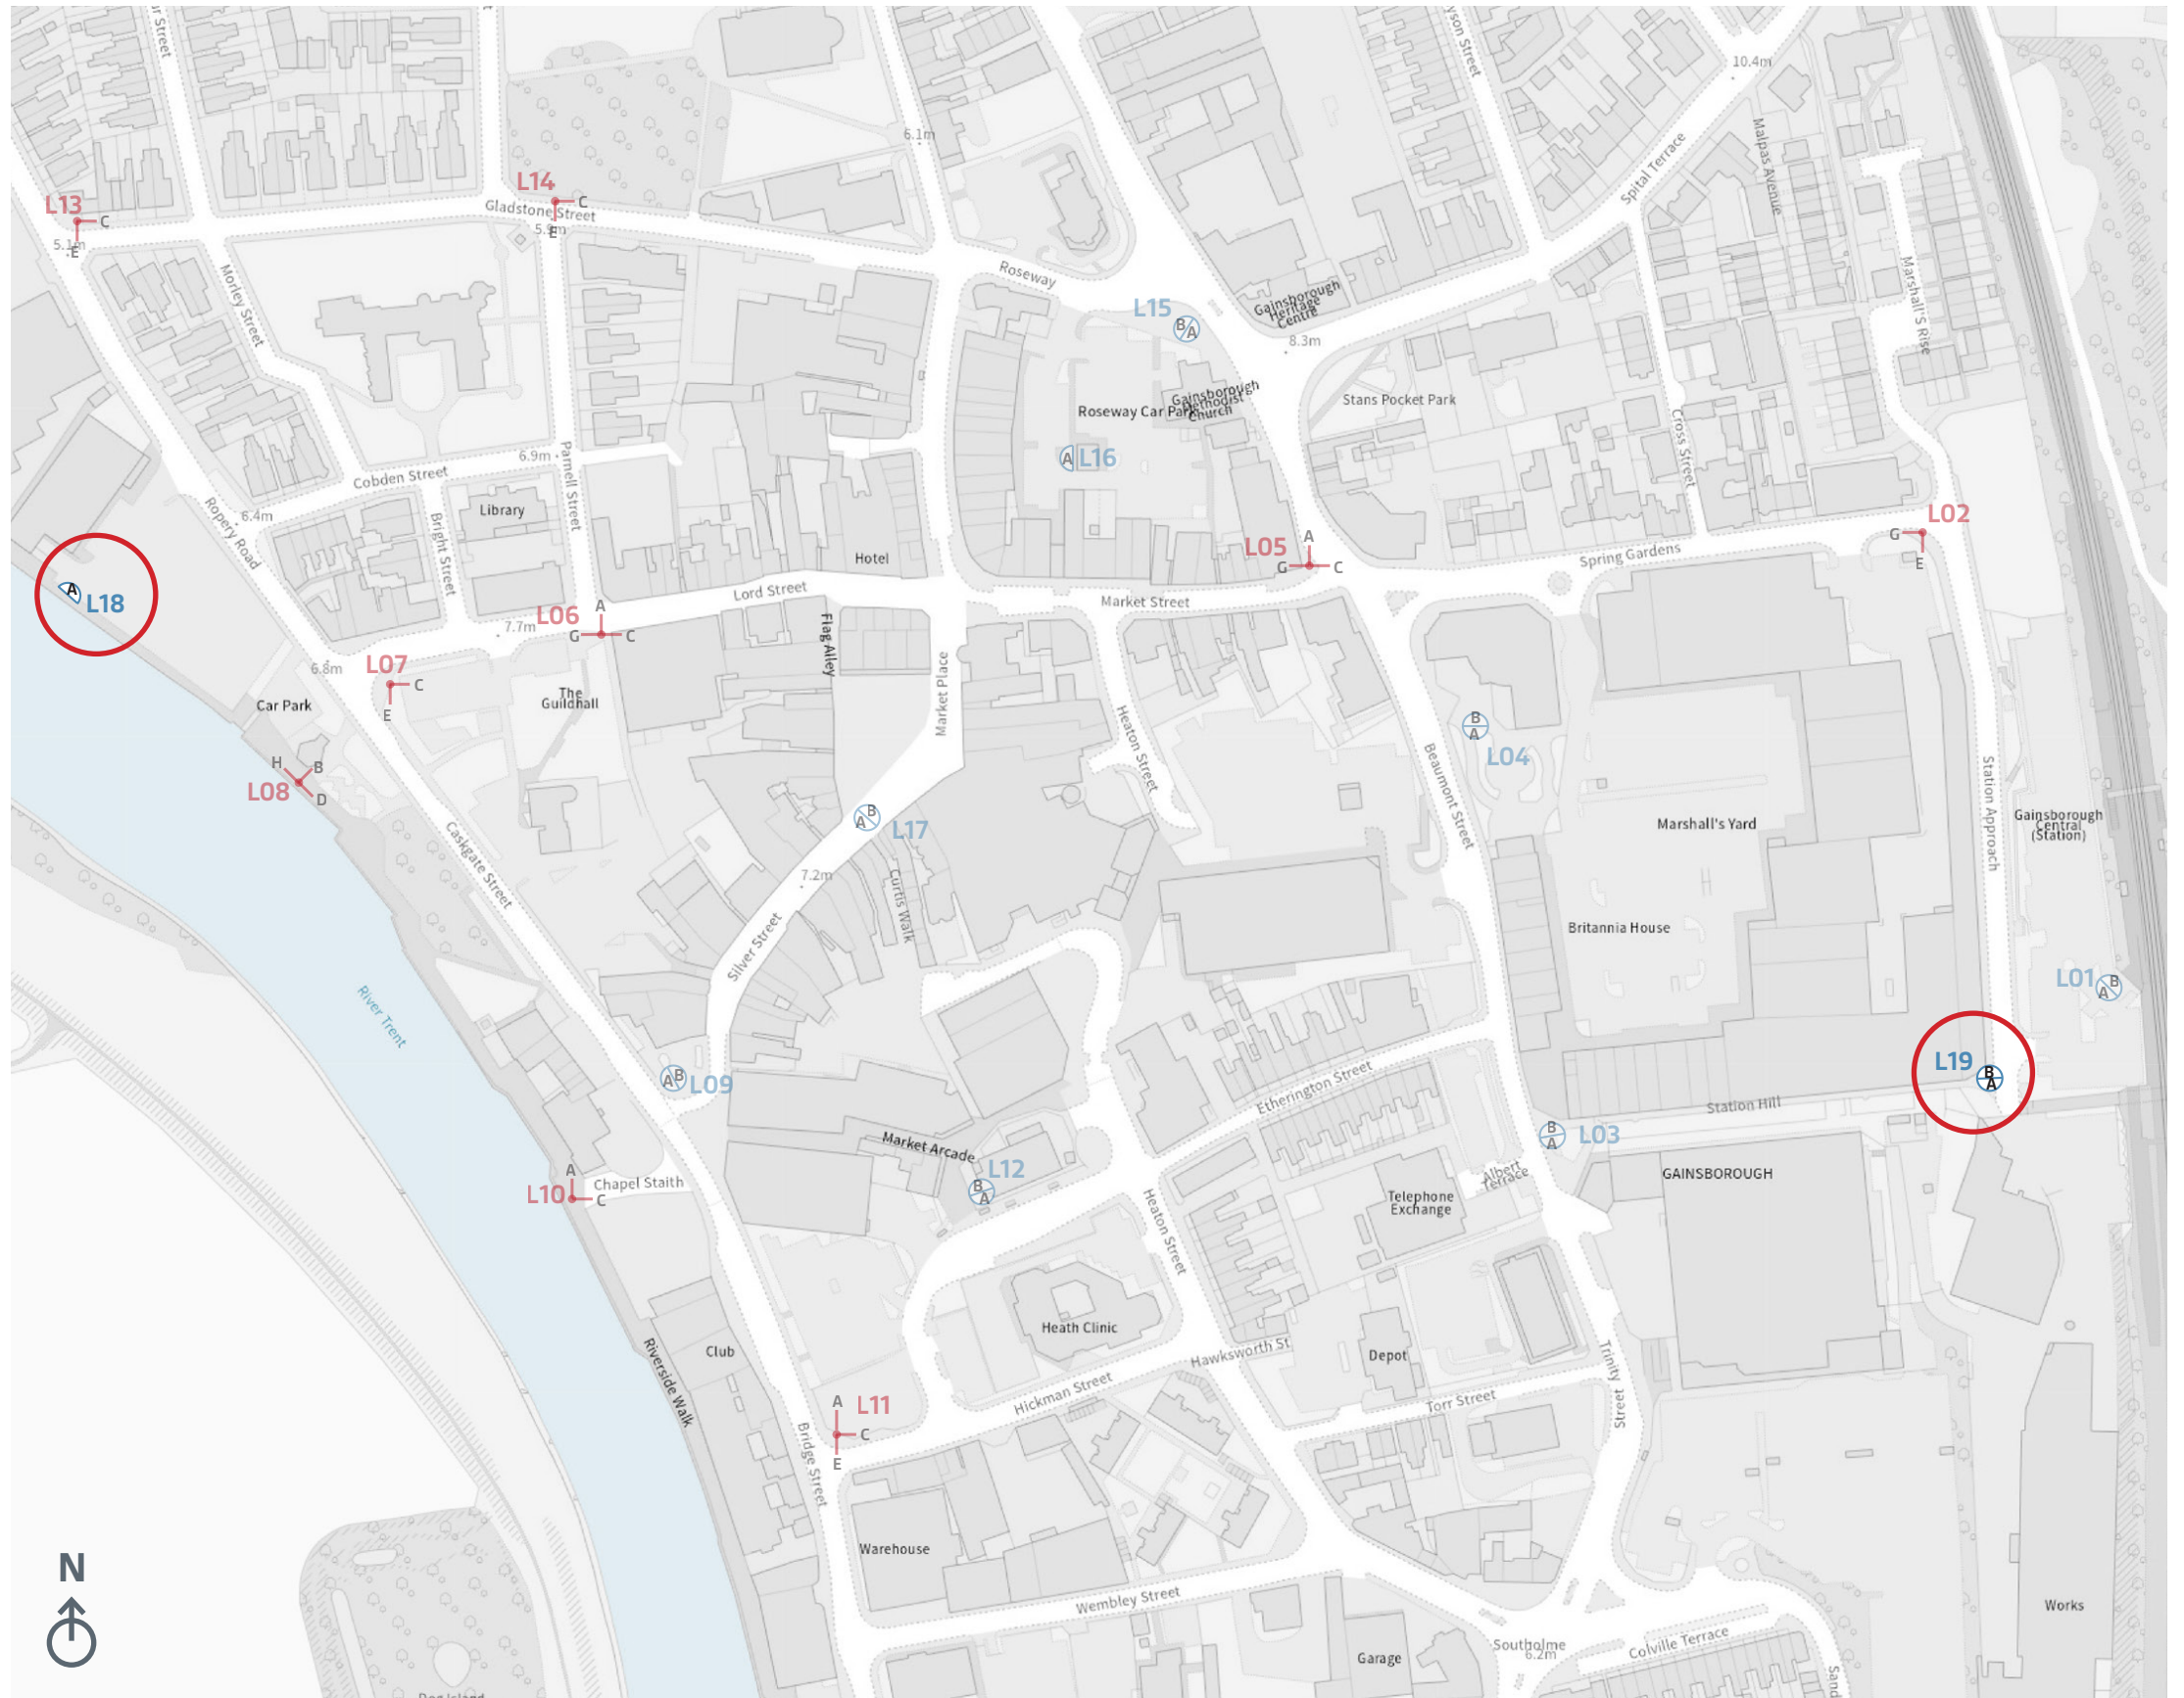 10.4m
yson Street
6.1m
Spital Terrace
Malpas Avenue
L14
C
Gladstone Street
5.9m
E
L13
C
5.1m
E
Morley Street
Roseway
Gainsborough
Heritage
Centre
L15
B
A
8.3m
Marshall'S Rise
Stans Pocket Park
Gainsborough
Methodist
Church
Roseway Car Park
A
L16
Cross Street
6.9m
Parnell Street
Cobden Street
Library
Bright Street
6.4m
Ropery Road
Hotel
L02
G
E
A
L05
G
C
Spring Gardens
A
L18
Lord Street
Market Street
A
L06
G
C
7.7m
Flag Alley
6.8m
L07
C
E
The
Guildhall
Market Place
Car Park
Heaton Street
B
A
L04
Beaumont Street
H
B
L08
D
Station Approach
Gainsborough
Central
(Station)
Marshall's Yard
B
A
L17
Caskgate Street
7.2m
Curtis Walk
Britannia House
Silver Street
River Trent
L01
B
A
L19
B
A
A
B
L09
Etherington Street
Station Hill
B
A
L03
Market Arcade
L12
B
A
Albert
Terrace
GAINSBOROUGH
A
L10
C
Chapel Staith
Telephone
Exchange
Heaton Street
Heath Clinic
Riverside Walk
Club
Hawksworth St
Depot
Trinity Street
Hickman Street
Torr Street
A
L11
C
E
Bridge Street
Warehouse
N
Wembley Street
Works
Southolme
6.2m
Colville Terrace
Garage
Sand